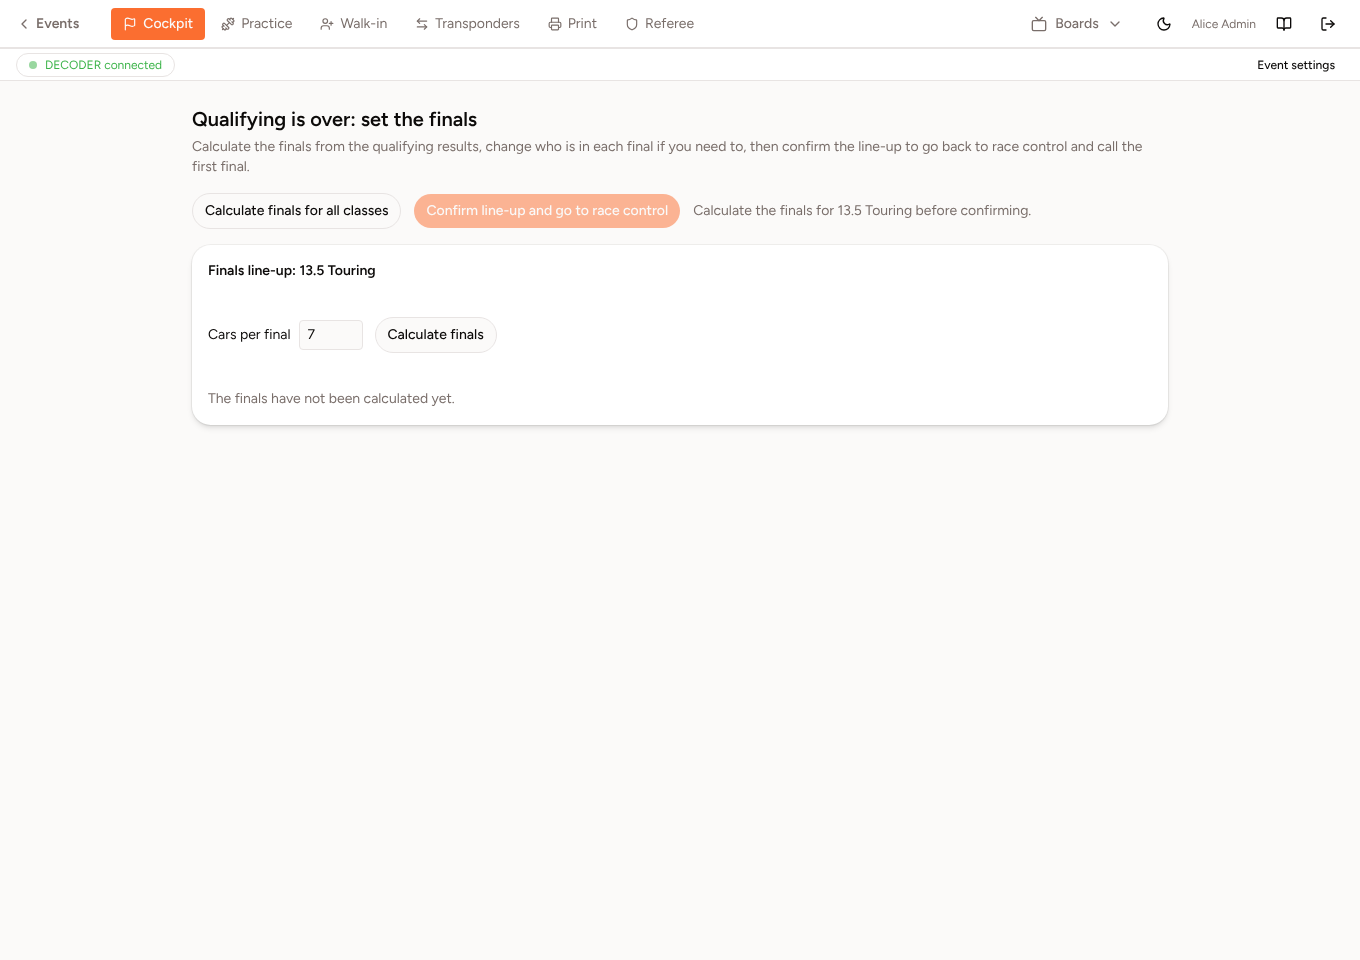 Events
Cockpit
Practice
Walk-in
Transponders
Print
Referee
Boards
Alice Admin
DECODER connected
Event settings
Qualifying is over: set the finals
Calculate the finals from the qualifying results, change who is in each final if you need to, then confirm the line-up to go back to race control and call the
first final.
Calculate finals for all classes
Confirm line-up and go to race control
Calculate the finals for 13.5 Touring before confirming.
Finals line-up: 13.5 Touring
Cars per final
7
Calculate finals
The finals have not been calculated yet.